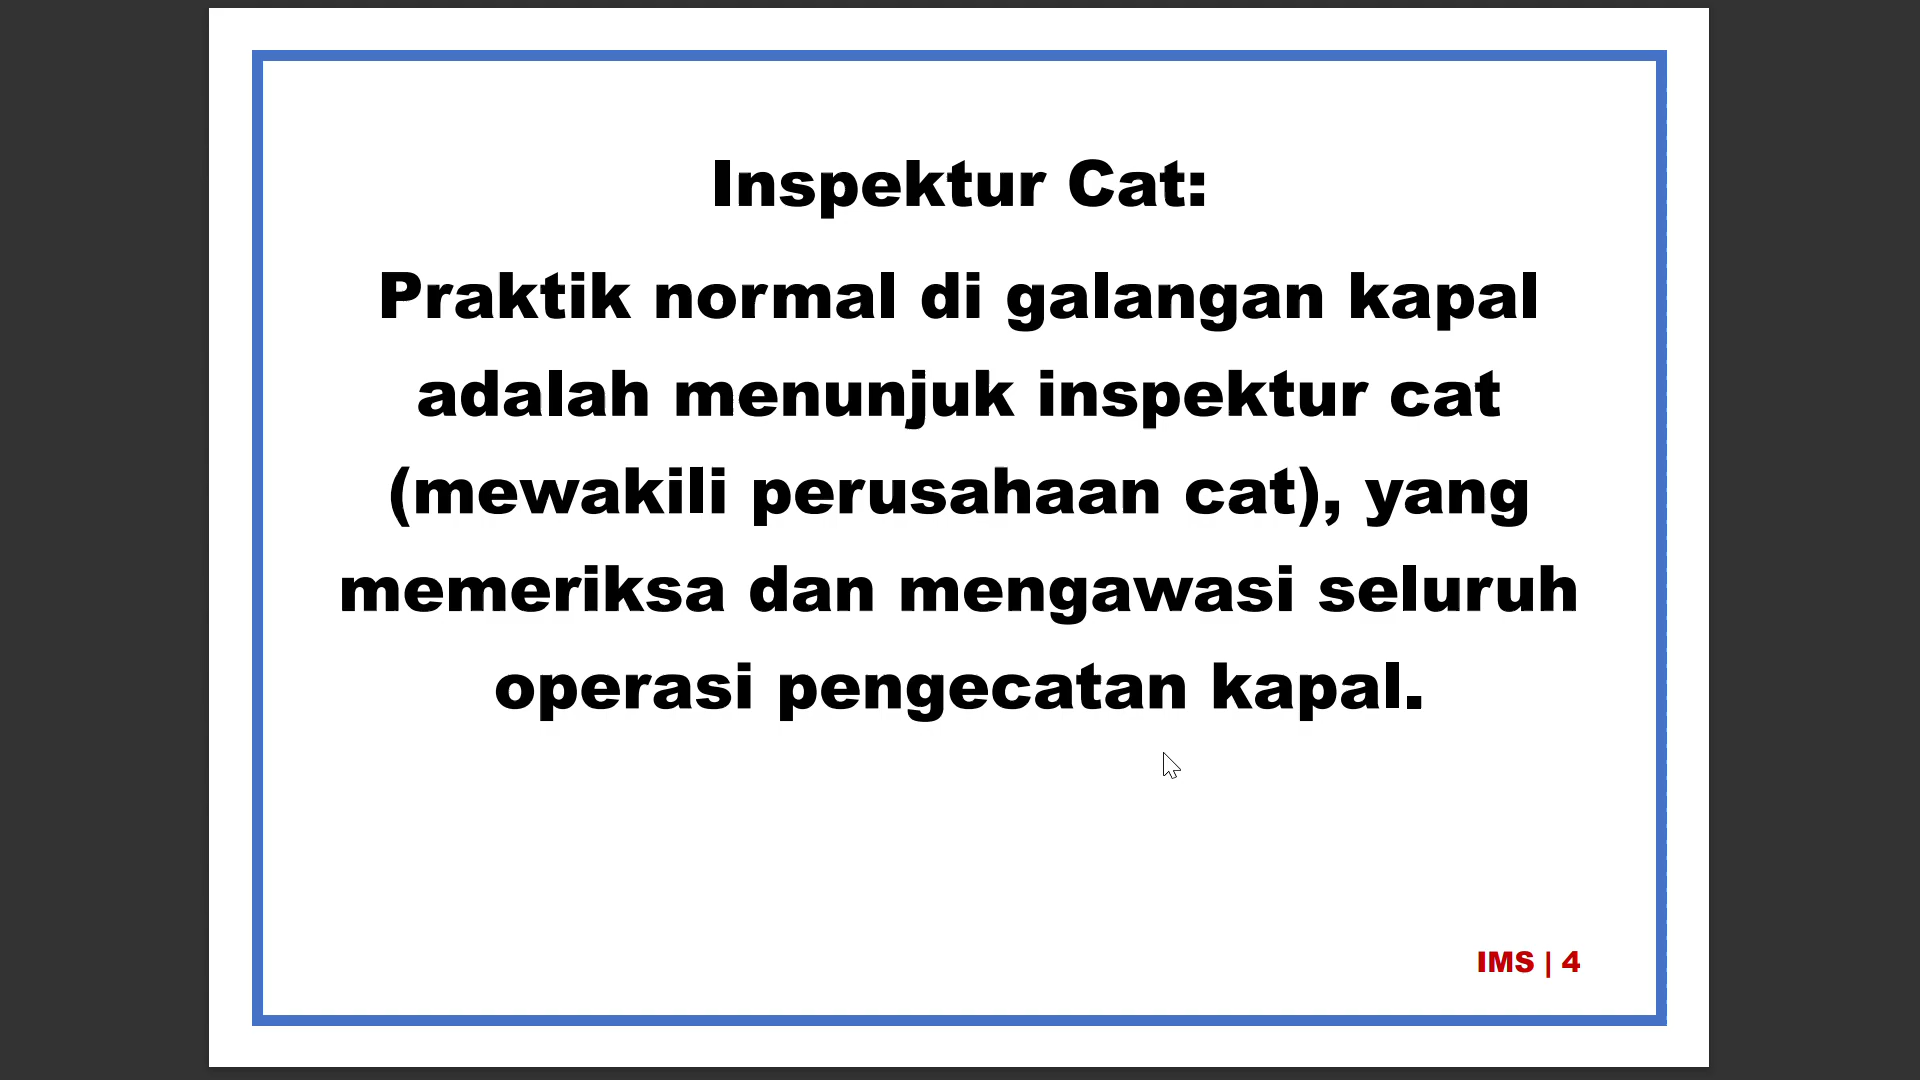 Inspektur Cat:
Praktik normal di galangan kapal
adalah menunjuk inspektur cat
(mewakili perusahaan cat), yang
memeriksa dan mengawasi seluruh
operasi pengecatan kapal.
IMS | 4